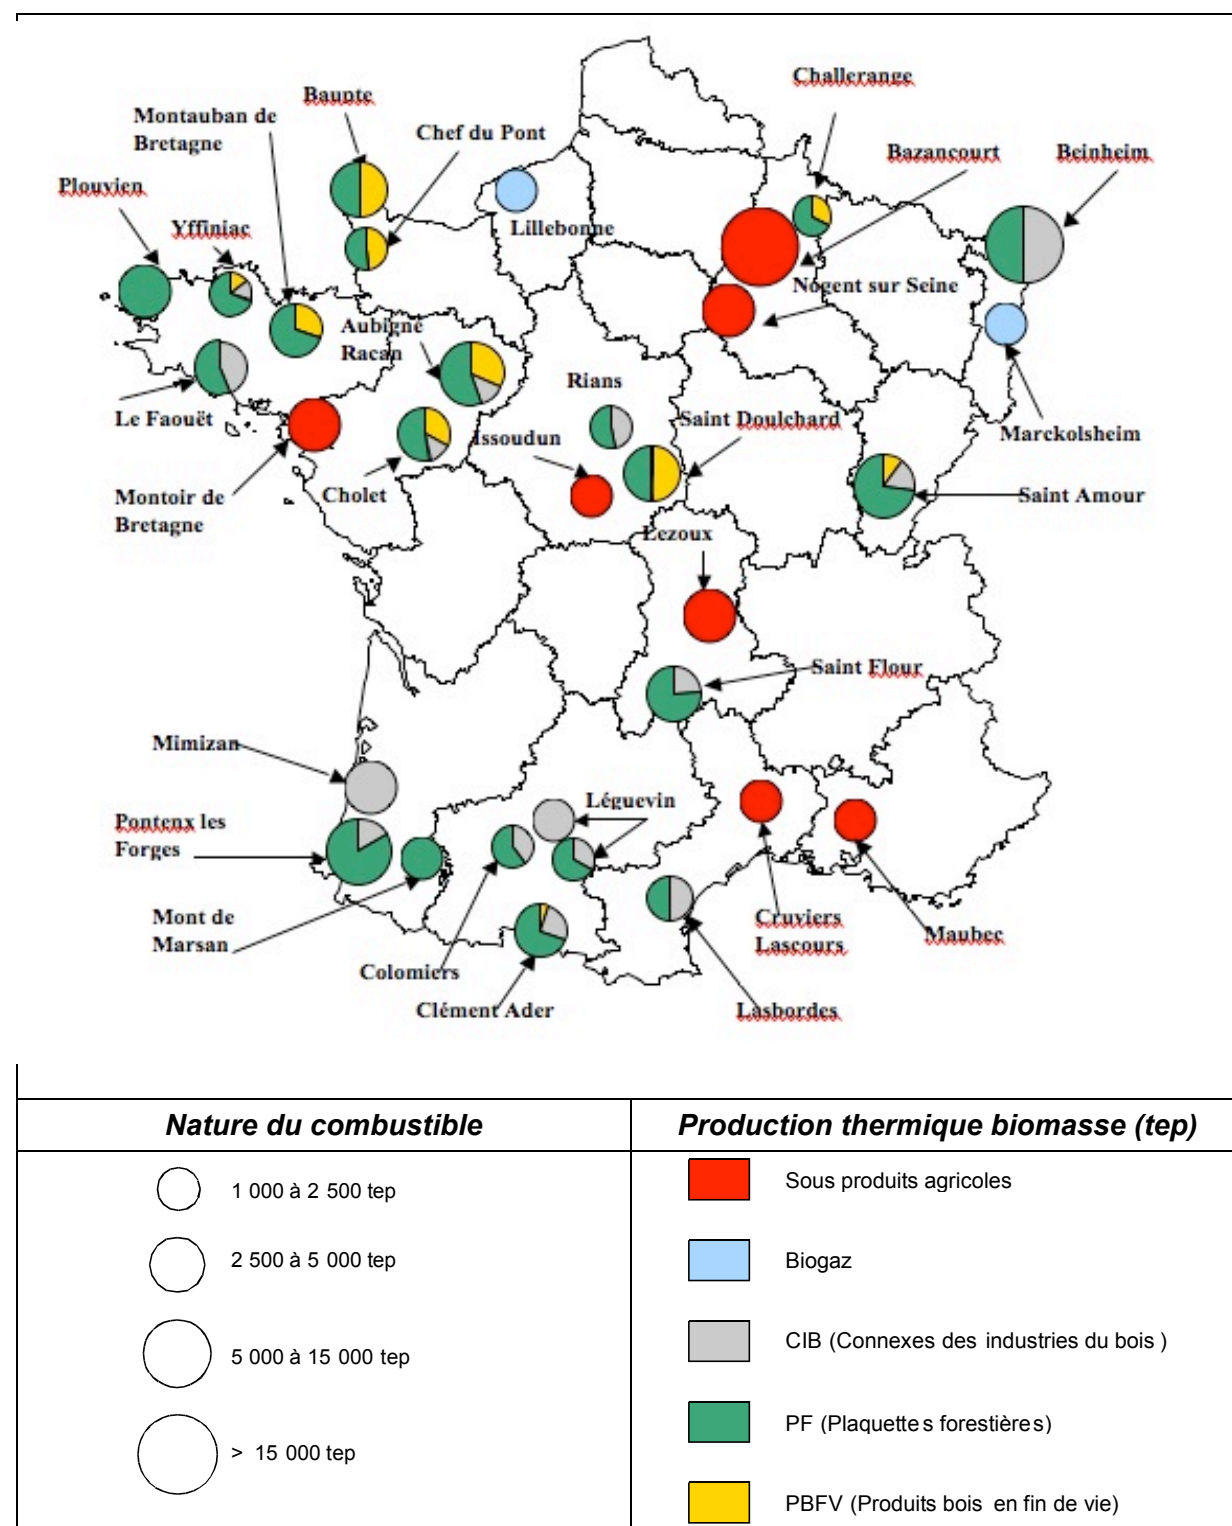 Challerange
Baupte
Montauban de
Bretagne
Chef du Pont
Bazancourt
Beinheim
Plouvien
Yffiniac
Lillebonne
Nogent sur Seine
Aubigné
Racan
Rians
Le Faouët
Issoudun
Saint Doulchard
Marckolsheim
Montoir de
Bretagne
Cholet
Saint Amour
Lezoux
Saint Flour
Mimizan
Léguevin
Pontenx les
Forges
Mont de
Marsan
Cruviers
Lascours
Maubec
Colomiers
Clément Ader
Lasbordes
Nature du combustible
Production thermique biomasse (tep)
1 000 à 2 500 tep
Sous produits agricoles
2 500 à 5 000 tep
Biogaz
5 000 à 15 000 tep
CIB (Connexes des industries du bois )
PF (Plaquettes forestières)
> 15 000 tep
PBFV (Produits bois en fin de vie)